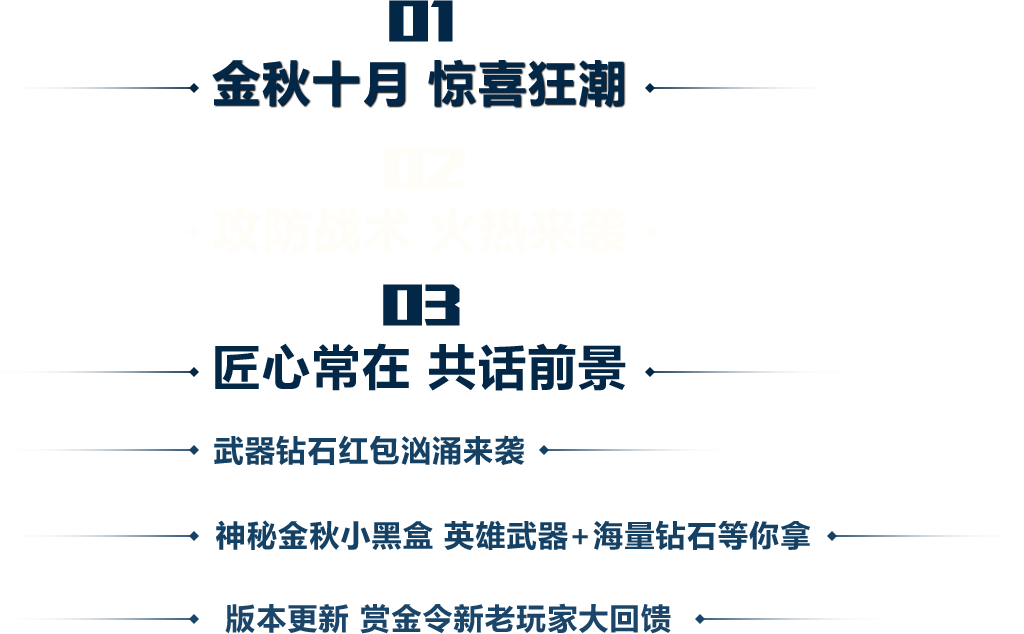 01
金秋十月 惊喜狂潮
02
攻防战术 火热来袭
03
匠心常在 共话前景
武器钻石红包汹涌来袭
神秘金秋小黑盒 英雄武器+海量钻石等你拿
版本更新 赏金令新老玩家大回馈